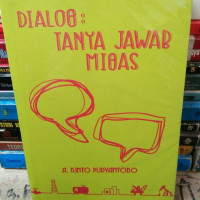 DIALOG:
TANYA JAWAB
MIGAS
A. RINTO PUDYANTORO